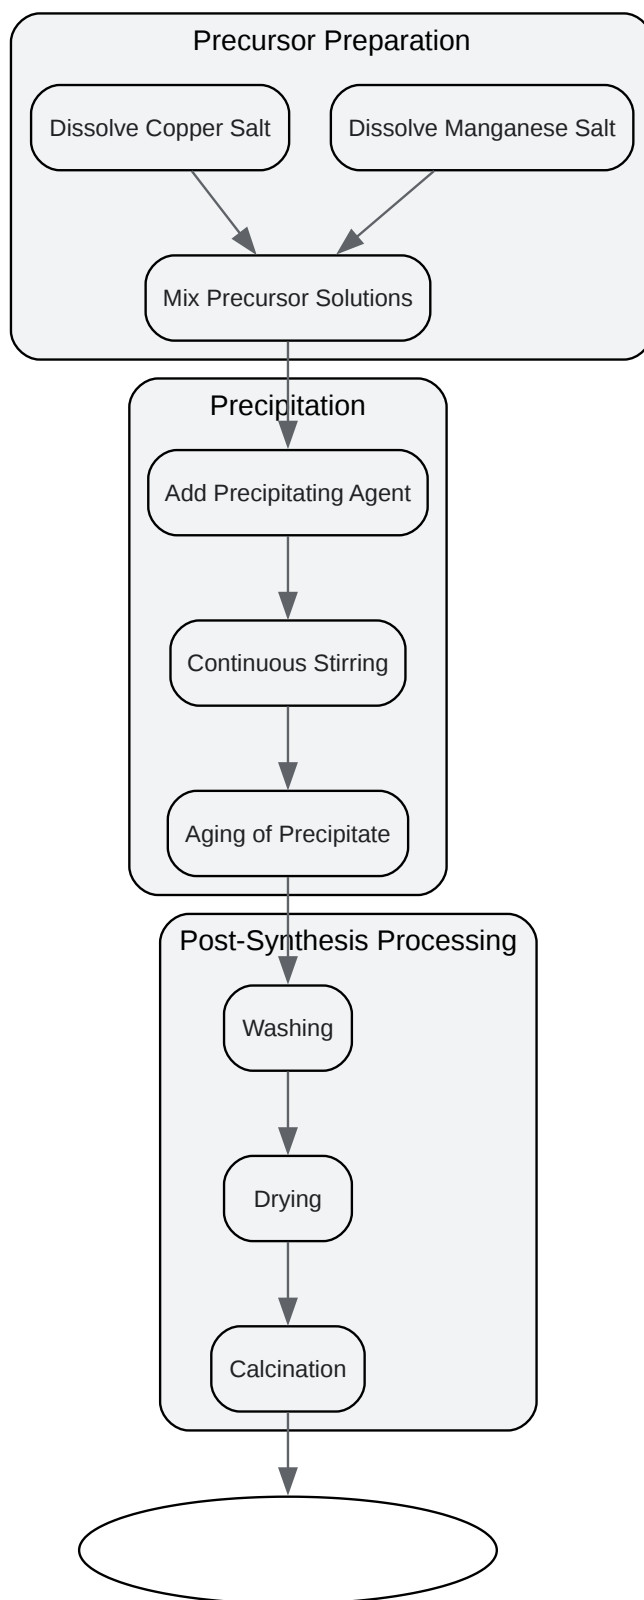 Precursor Preparation
Dissolve Copper Salt
Dissolve Manganese Salt
Mix Precursor Solutions
Precipitation
Add Precipitating Agent
Continuous Stirring
Aging of Precipitate
Post-Synthesis Processing
Washing
Drying
Calcination